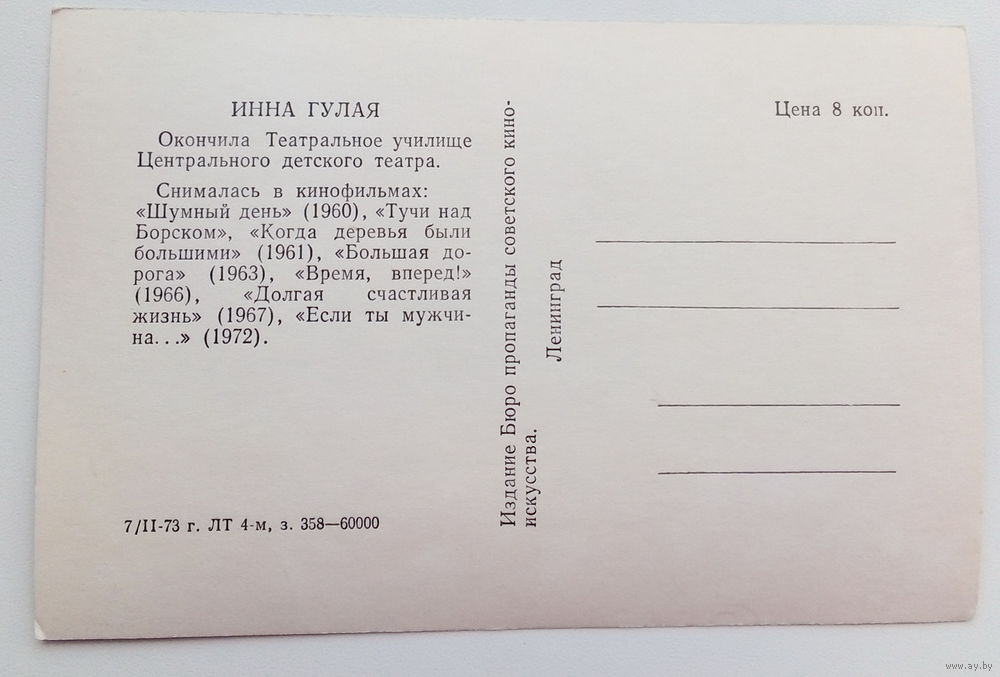 ИННА ГУЛАЯ
Окончила Театральное училище
Центрального детского театра.
Снималась в кинофильмах:
«Шумный день» (1960), «Тучи над
Борском», «Когда деревья были
большими» (1961), «Большая до-
рога» (1963), «Время, вперед!»
(1966), «Долгая счастливая
жизнь» (1967), «Если ты мужчи-
на...» (1972).
7/II-73 г. ЛТ 4-м, з. 358—60000
Издание Бюро пропаганды советского кино-
искусства.
Ленинград
Цена 8 коп.
www.ay.by